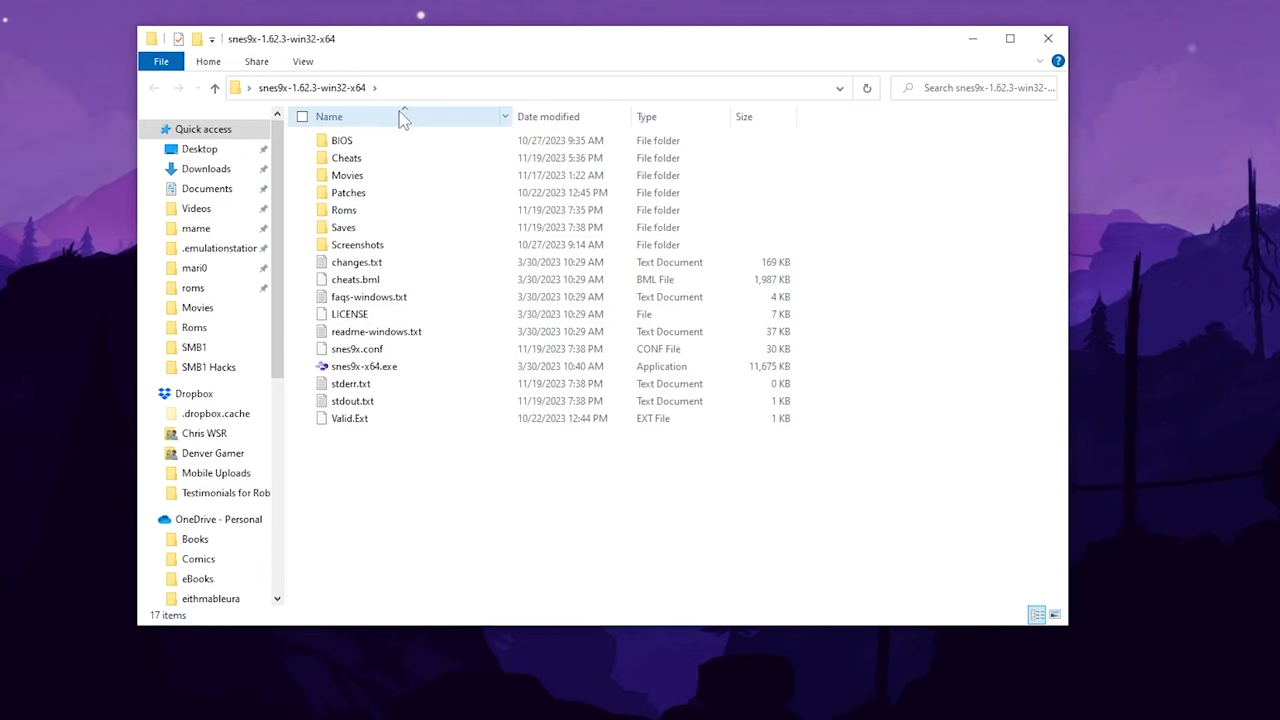 snes9x-1.62.3-win32-x64
File Home Share View
snes9x-1.62.3-win32-x64
Search snes9x-1.62.3-win32-...
Name Date modified Type Size
Quick access
Desktop
Downloads
Documents
Videos
mame
.emulationstatior
mari0
roms
Movies
Roms
SMB1
SMB1 Hacks
Dropbox
.dropbox.cache
Chris WSR
Denver Gamer
Mobile Uploads
Testimonials for Rob
OneDrive - Personal
Books
Comics
eBooks
eithmableura
BIOS 10/27/2023 9:35 AM File folder
Cheats 11/19/2023 5:36 PM File folder
Movies 11/17/2023 1:22 AM File folder
Patches 10/22/2023 12:45 PM File folder
Roms 11/19/2023 7:35 PM File folder
Saves 11/19/2023 7:38 PM File folder
Screenshots 10/27/2023 9:14 AM File folder
changes.txt 3/30/2023 10:29 AM Text Document 169 KB
cheats.bml 3/30/2023 10:29 AM BML File 1,987 KB
faqs-windows.txt 3/30/2023 10:29 AM Text Document 4 KB
LICENSE 3/30/2023 10:29 AM File 7 KB
readme-windows.txt 3/30/2023 10:29 AM Text Document 37 KB
snes9x.conf 11/19/2023 7:38 PM CONF File 30 KB
snes9x-x64.exe 3/30/2023 10:40 AM Application 11,675 KB
stderr.txt 11/19/2023 7:38 PM Text Document 0 KB
stdout.txt 11/19/2023 7:38 PM Text Document 1 KB
Valid.Ext 10/22/2023 12:44 PM EXT File 1 KB
17 items